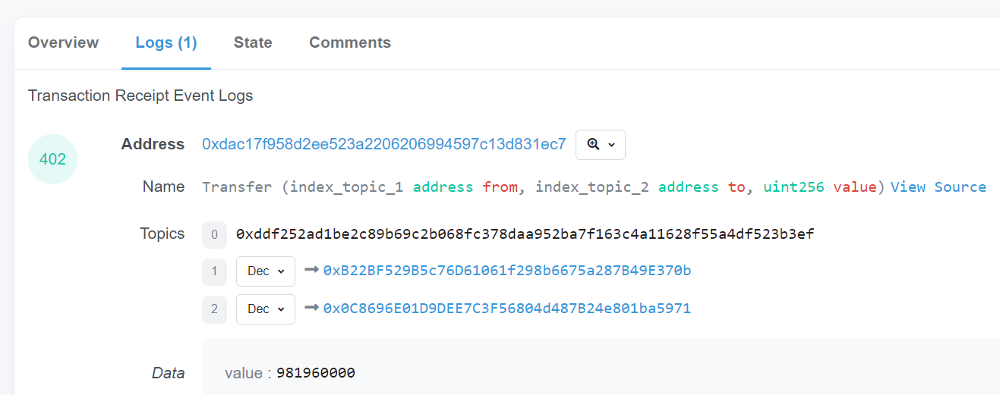 Overview Logs (1) State Comments
Transaction Receipt Event Logs
402
Address 0xdac17f958d2ee523a2206206994597c13d831ec7
Name Transfer (index_topic_1 address from, index_topic_2 address to, uint256 value) View Source
Topics 0 0xddf252ad1be2c89b69c2b068fc378daa952ba7f163c4a11628f55a4df523b3ef
1 Dec 0xB22BF529B5c76D61061f298b6675a287B49E370b
2 Dec 0x0C8696E01D9DEE7C3F56804d487B24e801ba5971
Data value : 981960000